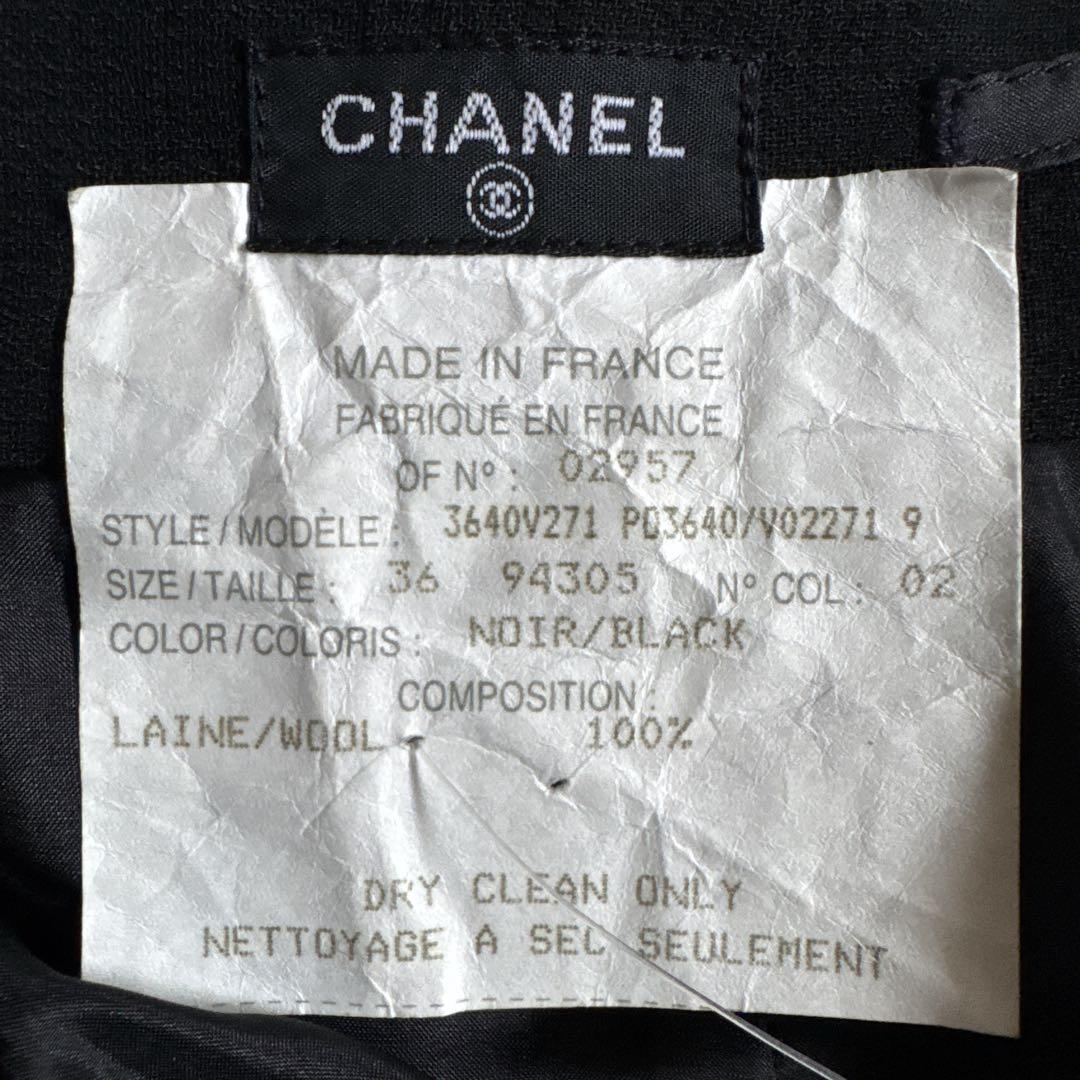 CHANEL
MADE IN FRANCE
FABRIQUÉ EN FRANCE
OF N° : 02957
STYLE / MODÈLE : 3640V271 P03640/V02271 9
SIZE / TAILLE : 36 94305 N° COL : 02
COLOR / COLORIS : NOIR/BLACK
COMPOSITION :
LAINE/WOOL 100%
DRY CLEAN ONLY
NETTOYAGE A SEC SEULEMENT